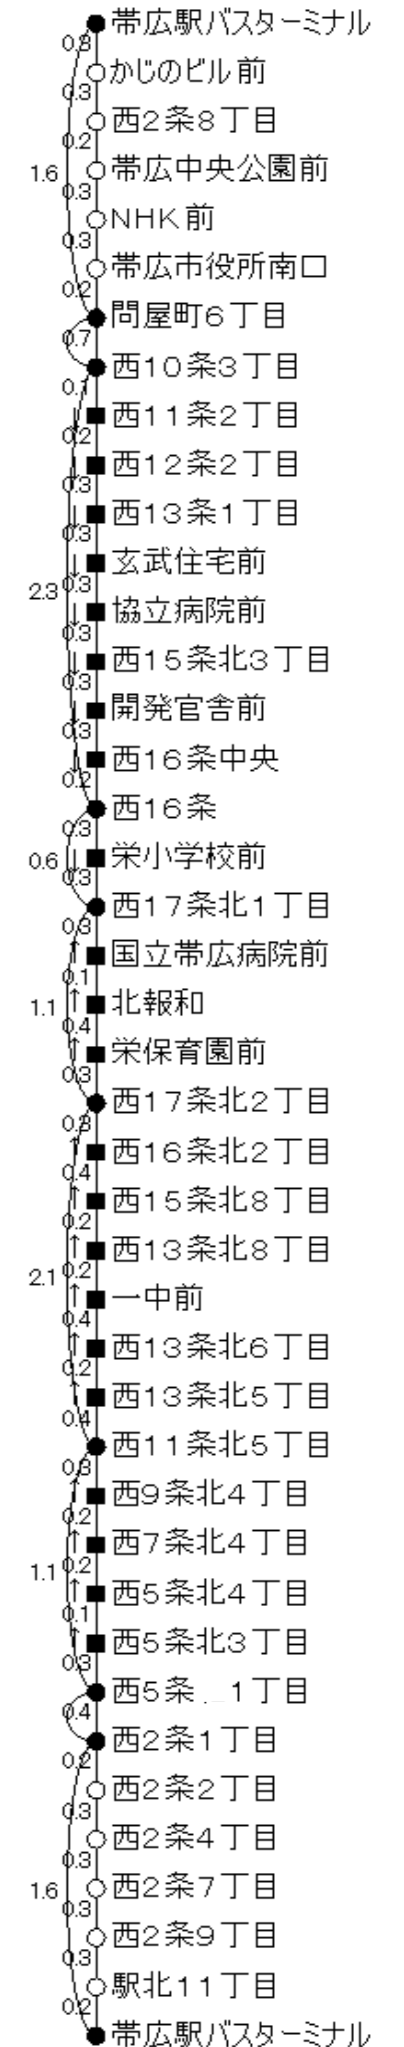 帯広駅バスターミナル
0.3
かじのビル前
0.3
西2条8丁目
0.2
1.6
帯広中央公園前
0.3
NHK前
0.3
帯広市役所南口
0.2
問屋町6丁目
0.7
西10条3丁目
西11条2丁目
0.2
西12条2丁目
0.3
西13条1丁目
0.3
玄武住宅前
2.3
0.3
協立病院前
0.3
西15条北3丁目
0.3
開発官舎前
0.3
西16条中央
0.2
西16条
0.3
0.6
栄小学校前
0.3
西17条北1丁目
0.3
国立帯広病院前
0.1
1.1
北報和
0.4
栄保育園前
0.3
西17条北2丁目
0.3
西16条北2丁目
0.4
西15条北8丁目
0.2
西13条北8丁目
2.1
0.2
一中前
0.4
西13条北6丁目
0.2
西13条北5丁目
0.4
西11条北5丁目
0.3
西9条北4丁目
0.2
西7条北4丁目
1.1
0.2
西5条北4丁目
0.1
西5条北3丁目
0.3
西5条 1丁目
0.4
西2条1丁目
0.2
西2条2丁目
0.3
西2条4丁目
0.3
1.6
西2条7丁目
0.3
西2条9丁目
0.3
駅北11丁目
0.2
帯広駅バスターミナル